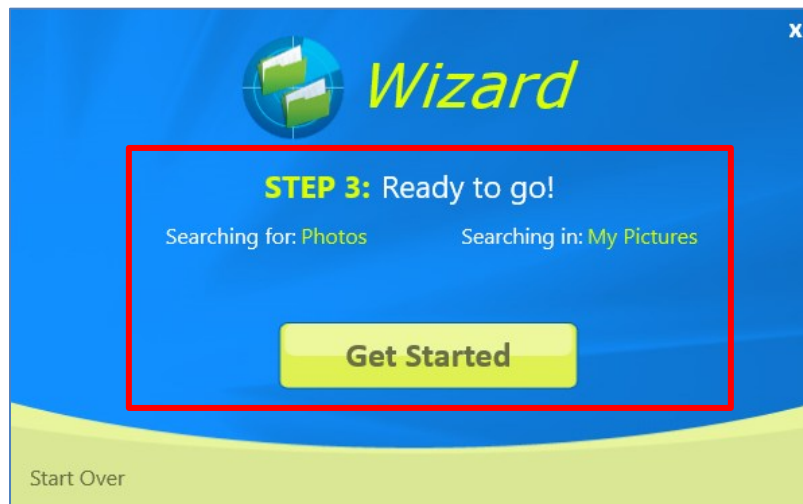 x
Wizard
STEP 3: Ready to go!
Searching for: Photos Searching in: My Pictures
Get Started
Start Over